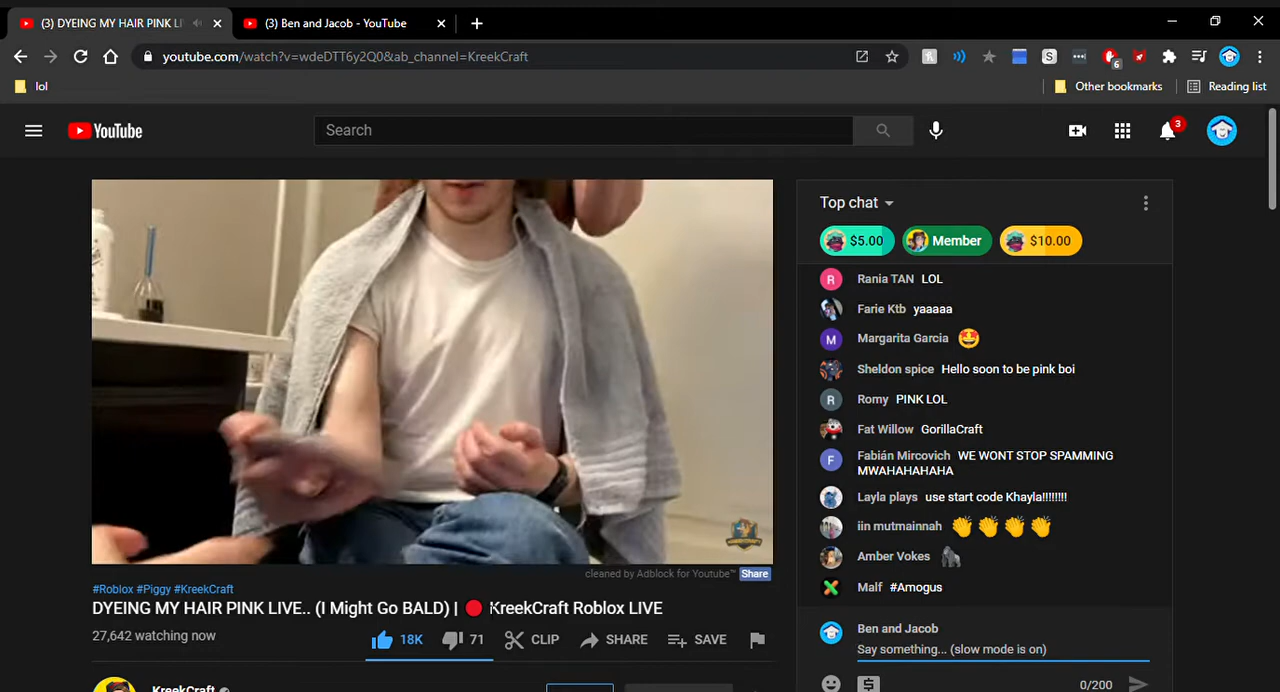 (3) DYEING MY HAIR PINK LI
(3) Ben and Jacob - YouTube
youtube.com/watch?v=wdeDTT6y2Q0&ab_channel=KreekCraft
S
6
lol
Other bookmarks
Reading list
YouTube
Search
3
Top chat
$5.00
Member
$10.00
R
Rania TAN LOL
Farie Ktb yaaaaa
M
Margarita Garcia 🤩
Sheldon spice Hello soon to be pink boi
R
Romy PINK LOL
Fat Willow GorillaCraft
F
Fabián Mircovich WE WONT STOP SPAMMING
MWAHAHAHAHA
Layla plays use start code Khayla!!!!!!!!
iin mutmainnah 👏👏👏👏
Amber Vokes 🦍
Malf #Amogus
cleaned by Adblock for Youtube™ Share
#Roblox #Piggy #KreekCraft
DYEING MY HAIR PINK LIVE.. (I Might Go BALD) | 🔴 KreekCraft Roblox LIVE
27,642 watching now
18K
71
CLIP
SHARE
SAVE
Ben and Jacob
Say something... (slow mode is on)
0/200
KreekCraft